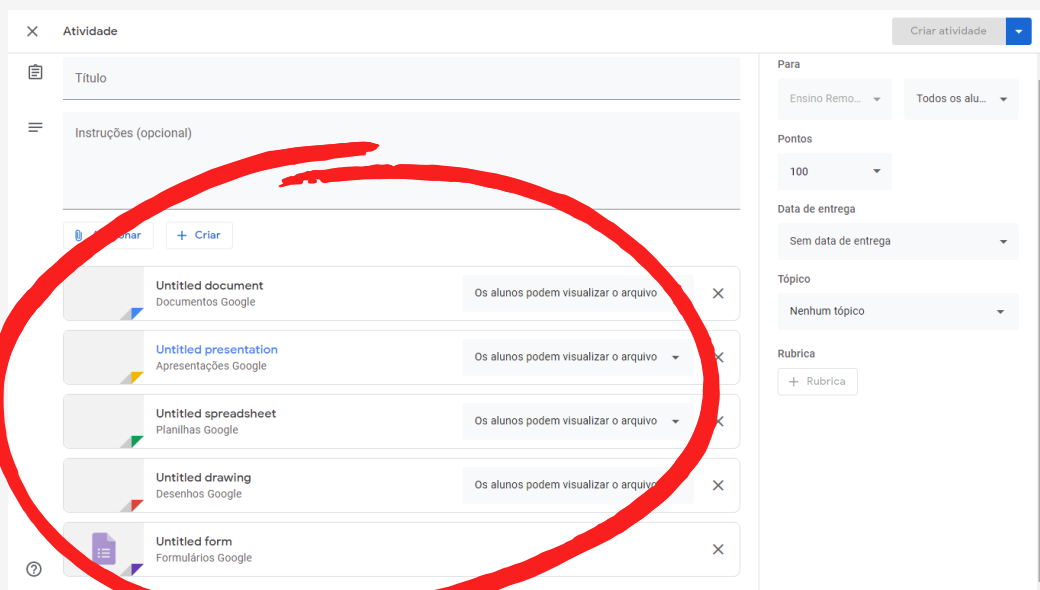 Atividade
Criar atividade
Título
Instruções (opcional)
Criar
Untitled document
Documentos Google
Os alunos podem visualizar o arquivo
Untitled presentation
Apresentações Google
Os alunos podem visualizar o arquivo
Untitled spreadsheet
Planilhas Google
Os alunos podem visualizar o arquivo
Untitled drawing
Desenhos Google
Os alunos podem visualizar o arquivo
Untitled form
Formulários Google
Para
Ensino Remo...
Todos os alu...
Pontos
100
Data de entrega
Sem data de entrega
Tópico
Nenhum tópico
Rubrica
+ Rubrica